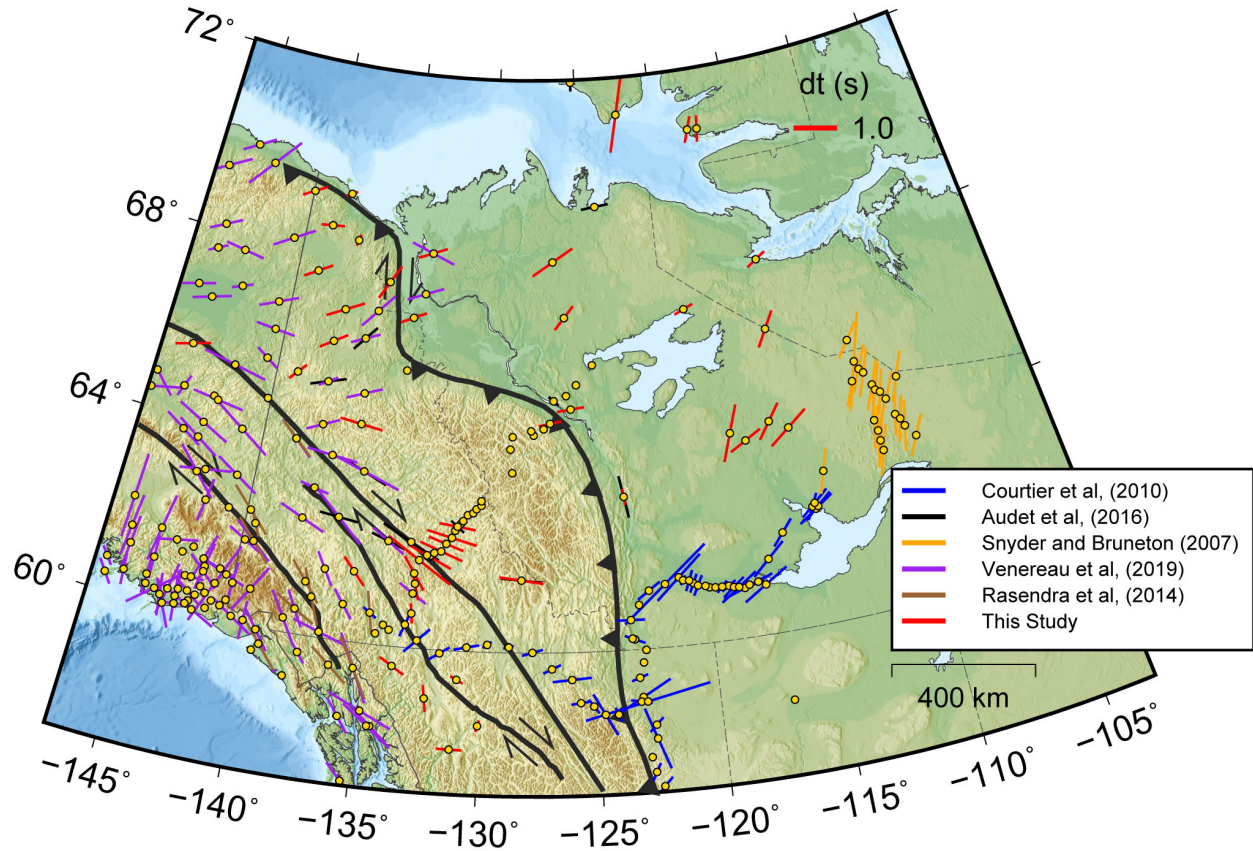 72°
dt (s)
1.0
68°
64°
60°
Courtier et al, (2010)
Audet et al, (2016)
Snyder and Bruneton (2007)
Venereau et al, (2019)
Rasendra et al, (2014)
This Study
400 km
−145°
−140°
−135°
−130°
−125°
−120°
−115°
−110°
−105°